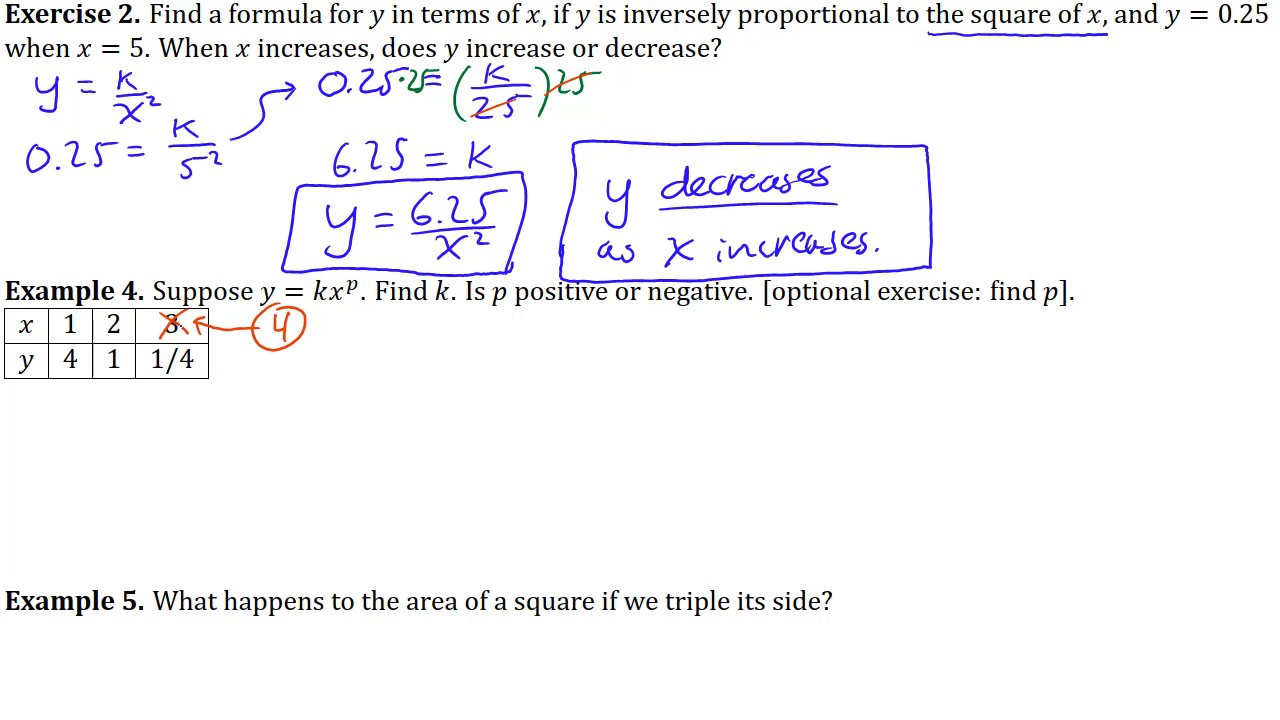 Exercise 2. Find a formula for y in terms of x, if y is inversely proportional to the square of x, and y = 0.25
when x = 5. When x increases, does y increase or decrease?
y = k/x² → 0.25·25 = (k/25)25
0.25 = k/5²
6.25 = k
y = 6.25/x²
y decreases
as x increases.
Example 4. Suppose y = kxᵖ. Find k. Is p positive or negative. [optional exercise: find p].
x 1 2 3 ← 4
y 4 1 1/4
Example 5. What happens to the area of a square if we triple its side?